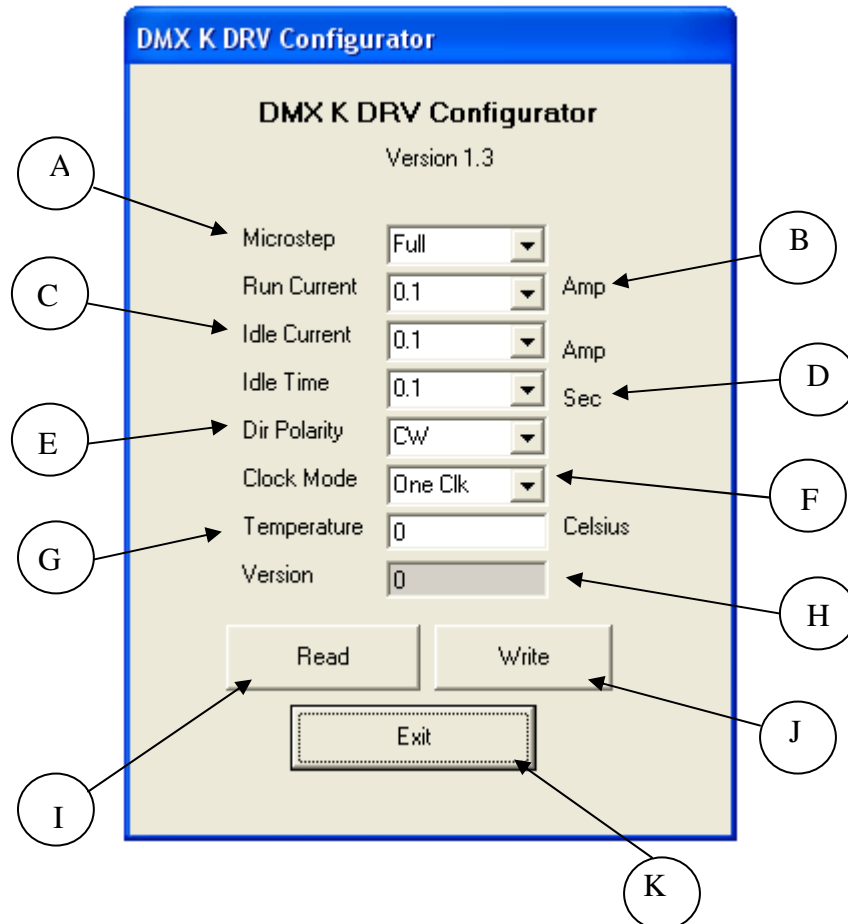 DMX K DRV Configurator
DMX K DRV Configurator
Version 1.3
A
Microstep Full
B
Run Current 0.1 Amp
C
Idle Current 0.1 Amp
D
Idle Time 0.1 Sec
E
Dir Polarity CW
Clock Mode One Clk
F
G
Temperature 0 Celsius
Version 0
H
Read Write
J
Exit
I
K